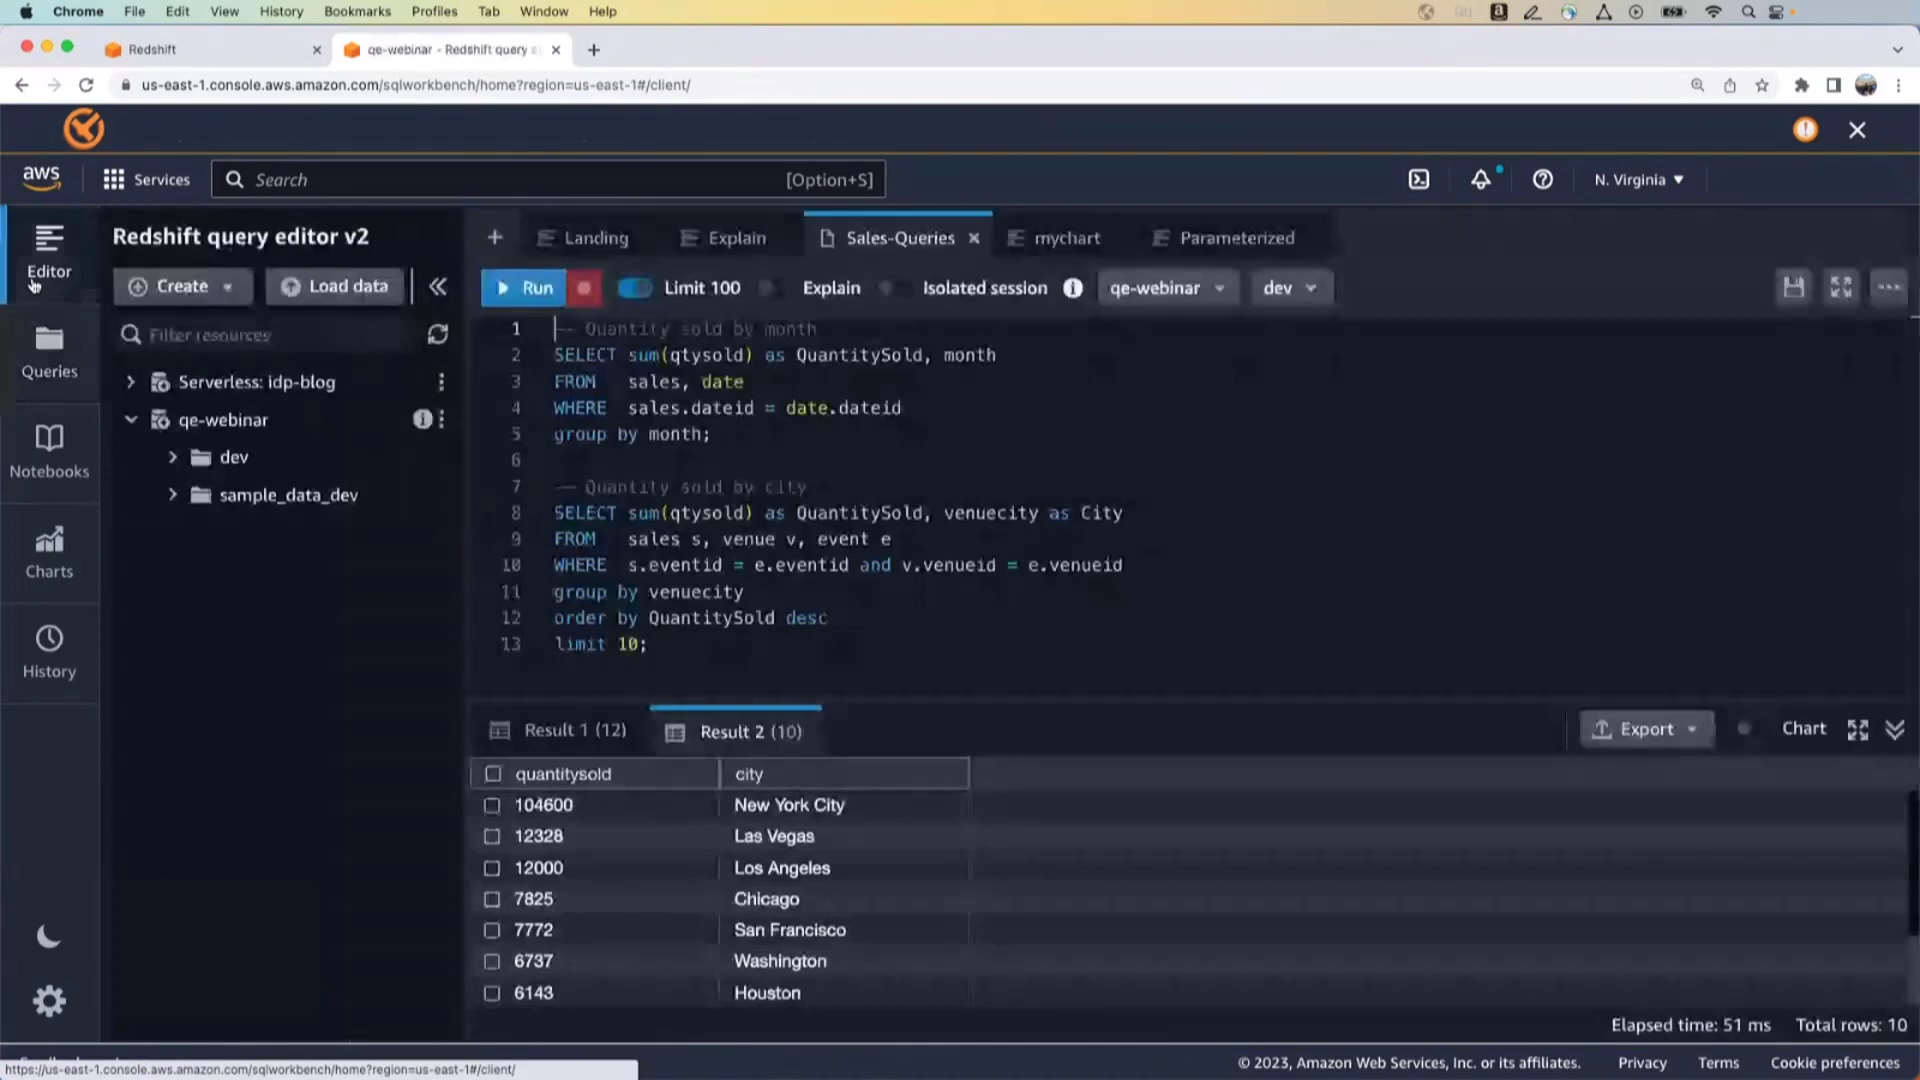 Chrome File Edit View History Bookmarks Profiles Tab Window Help
Redshift
qe-webinar - Redshift query e
us-east-1.console.aws.amazon.com/sqlworkbench/home?region=us-east-1#/client/
aws Services Search [Option+S] N. Virginia
Editor
Queries
Notebooks
Charts
History
Redshift query editor v2
Create Load data
Filter resources
Serverless: idp-blog
qe-webinar
dev
sample_data_dev
Landing Explain Sales-Queries mychart Parameterized
Run Limit 100 Explain Isolated session qe-webinar dev
1 -- Quantity sold by month
2 SELECT sum(qtysold) as QuantitySold, month
3 FROM sales, date
4 WHERE sales.dateid = date.dateid
5 group by month;
6
7 -- Quantity sold by city
8 SELECT sum(qtysold) as QuantitySold, venuecity as City
9 FROM sales s, venue v, event e
10 WHERE s.eventid = e.eventid and v.venueid = e.venueid
11 group by venuecity
12 order by QuantitySold desc
13 limit 10;
Result 1 (12) Result 2 (10) Export Chart
quantitysold city
104600 New York City
12328 Las Vegas
12000 Los Angeles
7825 Chicago
7772 San Francisco
6737 Washington
6143 Houston
Elapsed time: 51 ms Total rows: 10
© 2023, Amazon Web Services, Inc. or its affiliates. Privacy Terms Cookie preferences
https://us-east-1.console.aws.amazon.com/sqlworkbench/home?region=us-east-1#/client/